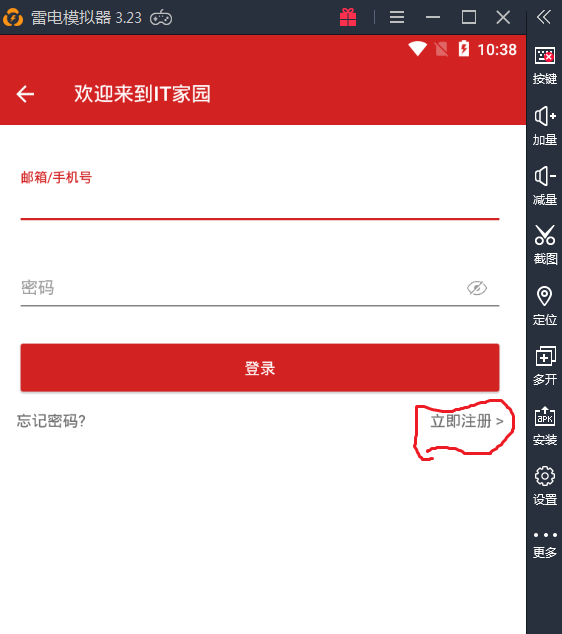 雷电模拟器 3.23
10:38
欢迎来到IT家园
邮箱/手机号
密码
登录
忘记密码?
立即注册 >
按键
加量
减量
截图
定位
多开
APK
安装
设置
更多